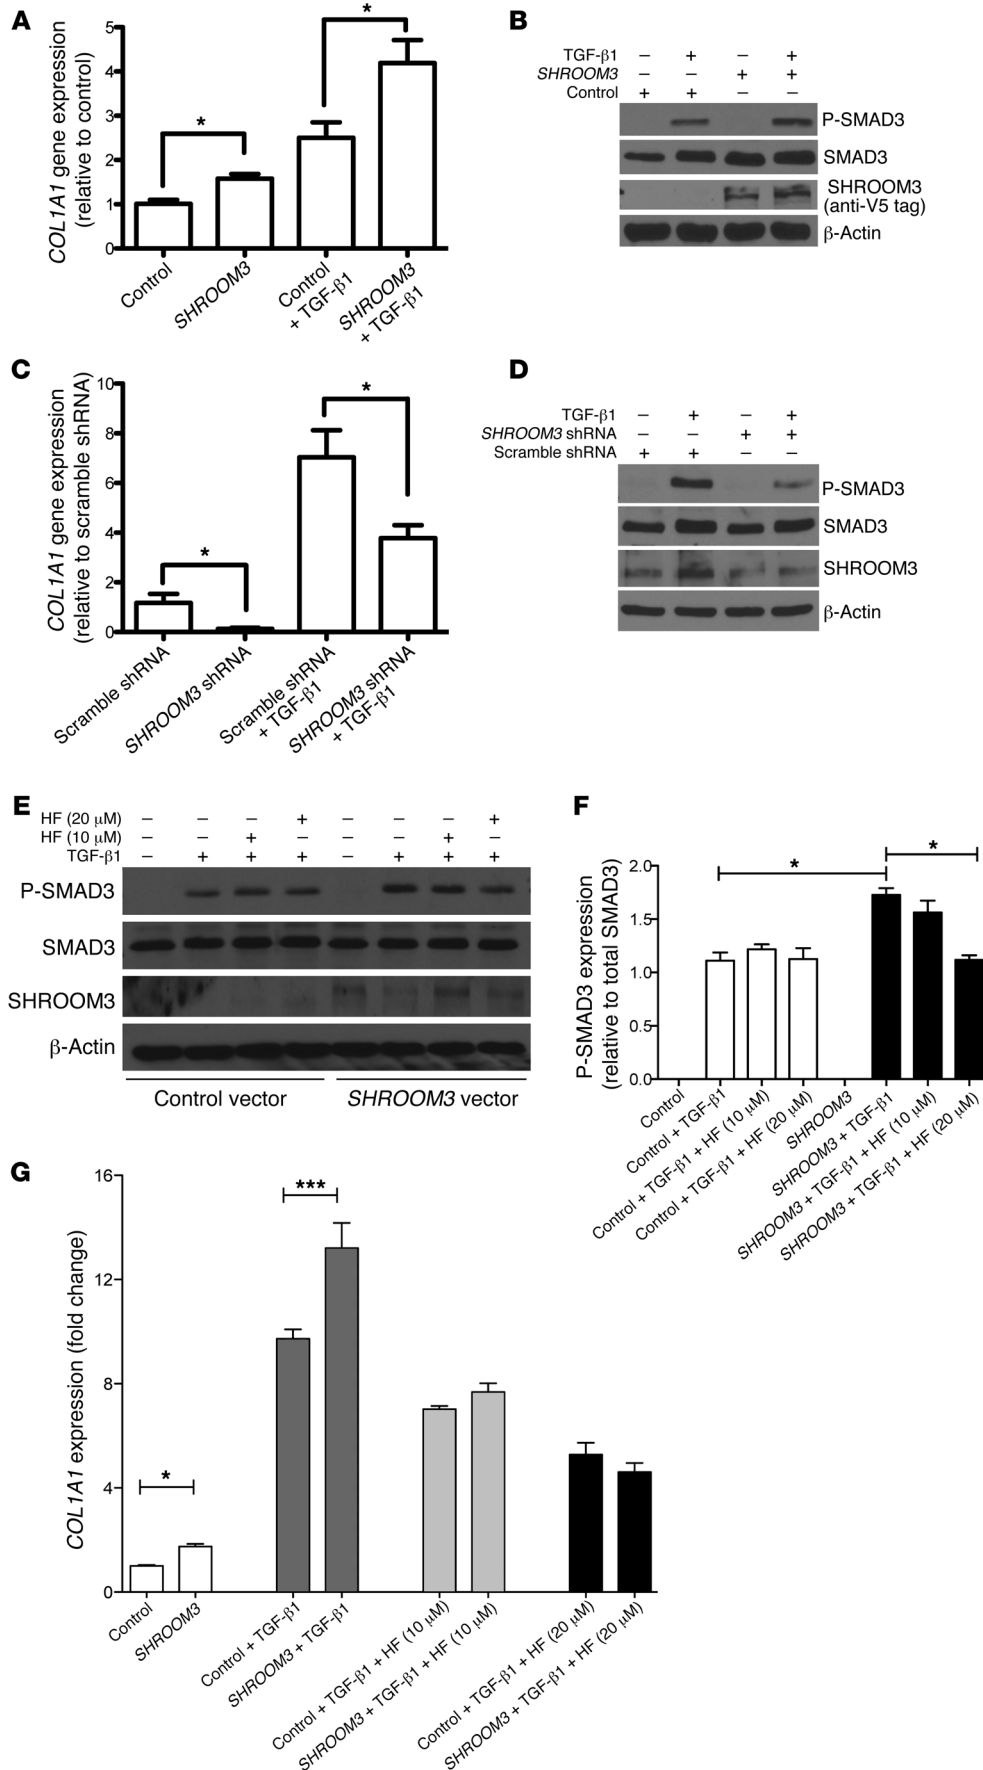 A
COL1A1 gene expression
(relative to control)
5
4
3
2
1
0
*
*
Control
SHROOM3
Control
+ TGF-β1
SHROOM3
+ TGF-β1
B
TGF-β1 – + – +
SHROOM3 – – + +
Control + + – –
P-SMAD3
SMAD3
SHROOM3
(anti-V5 tag)
β-Actin
C
COL1A1 gene expression
(relative to scramble shRNA)
10
8
6
4
2
0
*
*
Scramble shRNA
SHROOM3 shRNA
Scramble shRNA
+ TGF-β1
SHROOM3 shRNA
+ TGF-β1
D
TGF-β1 – + – +
SHROOM3 shRNA – – + +
Scramble shRNA + + – –
P-SMAD3
SMAD3
SHROOM3
β-Actin
E
HF (20 μM) – – – + – – – +
HF (10 μM) – – + – – – + –
TGF-β1 – + + + – + + +
P-SMAD3
SMAD3
SHROOM3
β-Actin
Control vector
SHROOM3 vector
F
P-SMAD3 expression
(relative to total SMAD3)
2.0
1.5
1.0
0.5
0.0
*
*
Control
Control + TGF-β1
Control + TGF-β1 + HF (10 μM)
Control + TGF-β1 + HF (20 μM)
SHROOM3
SHROOM3 + TGF-β1
SHROOM3 + TGF-β1 + HF (10 μM)
SHROOM3 + TGF-β1 + HF (20 μM)
G
COL1A1 expression (fold change)
16
12
8
4
0
*
***
Control
SHROOM3
Control + TGF-β1
SHROOM3 + TGF-β1
Control + TGF-β1 + HF (10 μM)
SHROOM3 + TGF-β1 + HF (10 μM)
Control + TGF-β1 + HF (20 μM)
SHROOM3 + TGF-β1 + HF (20 μM)